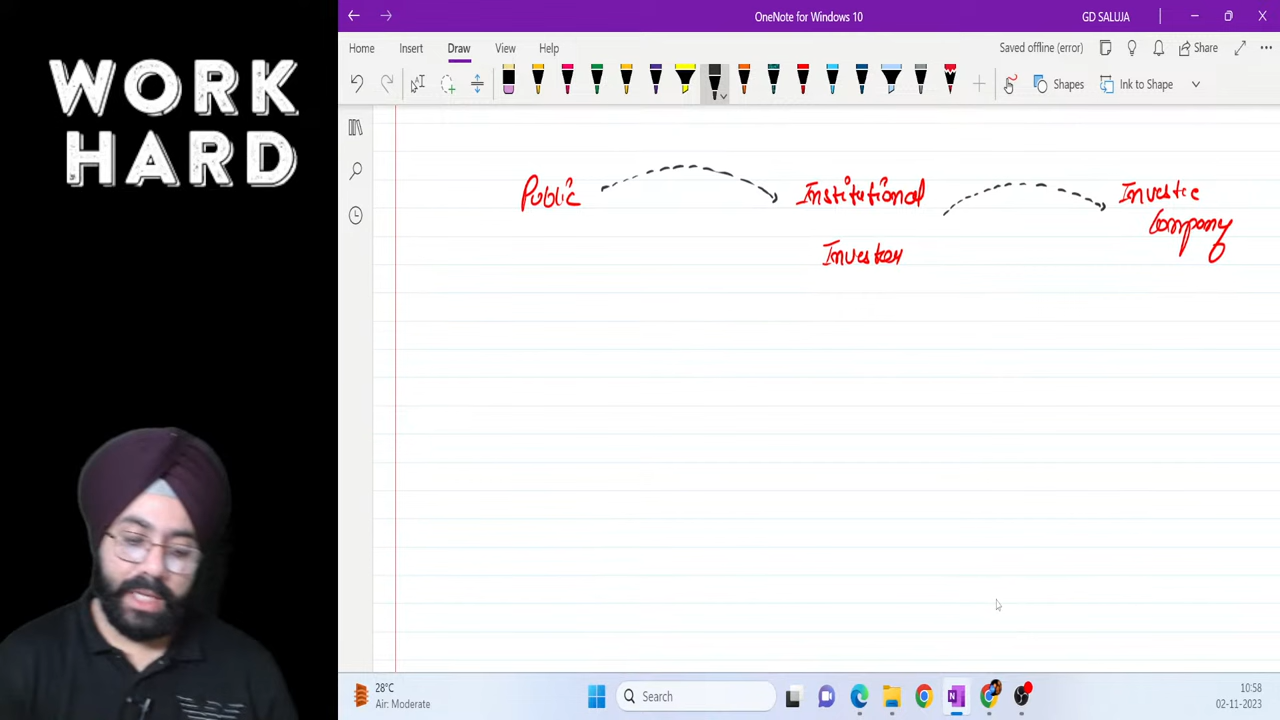 WORK
HARD
OneNote for Windows 10
GD SALUJA
Home
Insert
Draw
View
Help
Saved offline (error)
Share
Shapes
Ink to Shape
Public
Institutional
Investor
Investee
Company
28°C
Air: Moderate
Search
10:58
02-11-2023